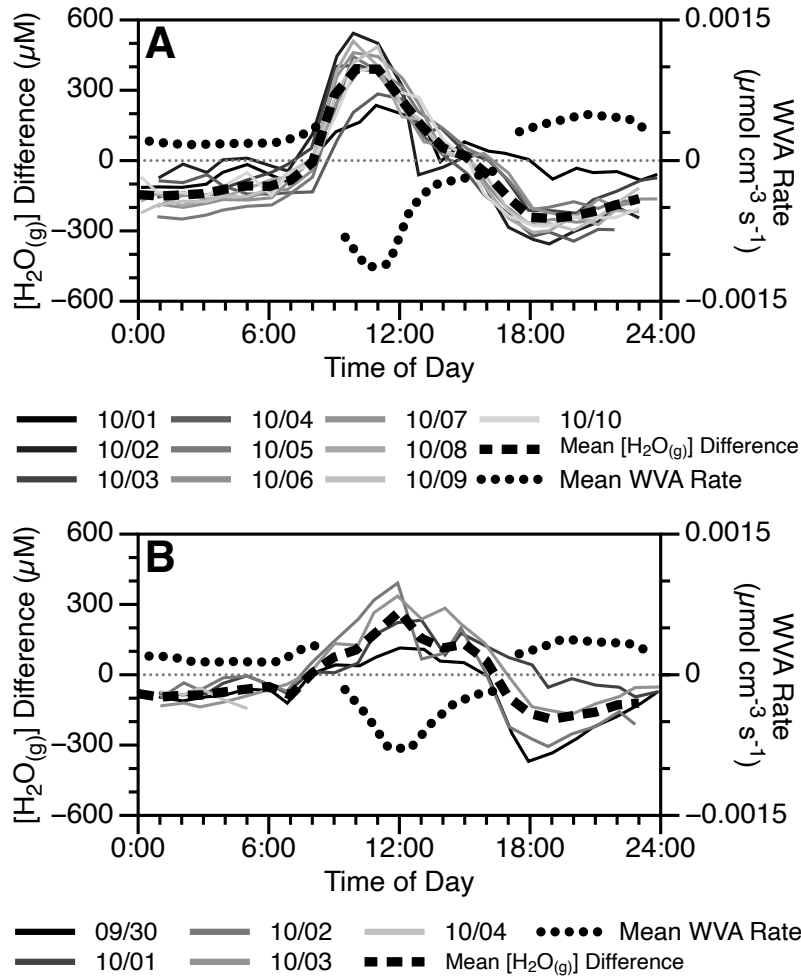 A
600
300
0
−300
−600
[H2O(g)] Difference (µM)
0.0015
0
-0.0015
WVA Rate
(µmol cm-3 s-1)
0:00 6:00 12:00 18:00 24:00
Time of Day
10/01 10/04 10/07 10/10
10/02 10/05 10/08 Mean [H2O(g)] Difference
10/03 10/06 10/09 Mean WVA Rate
B
600
300
0
−300
−600
[H2O(g)] Difference (µM)
0.0015
0
-0.0015
WVA Rate
(µmol cm-3 s-1)
0:00 6:00 12:00 18:00 24:00
Time of Day
09/30 10/02 10/04 Mean WVA Rate
10/01 10/03 Mean [H2O(g)] Difference